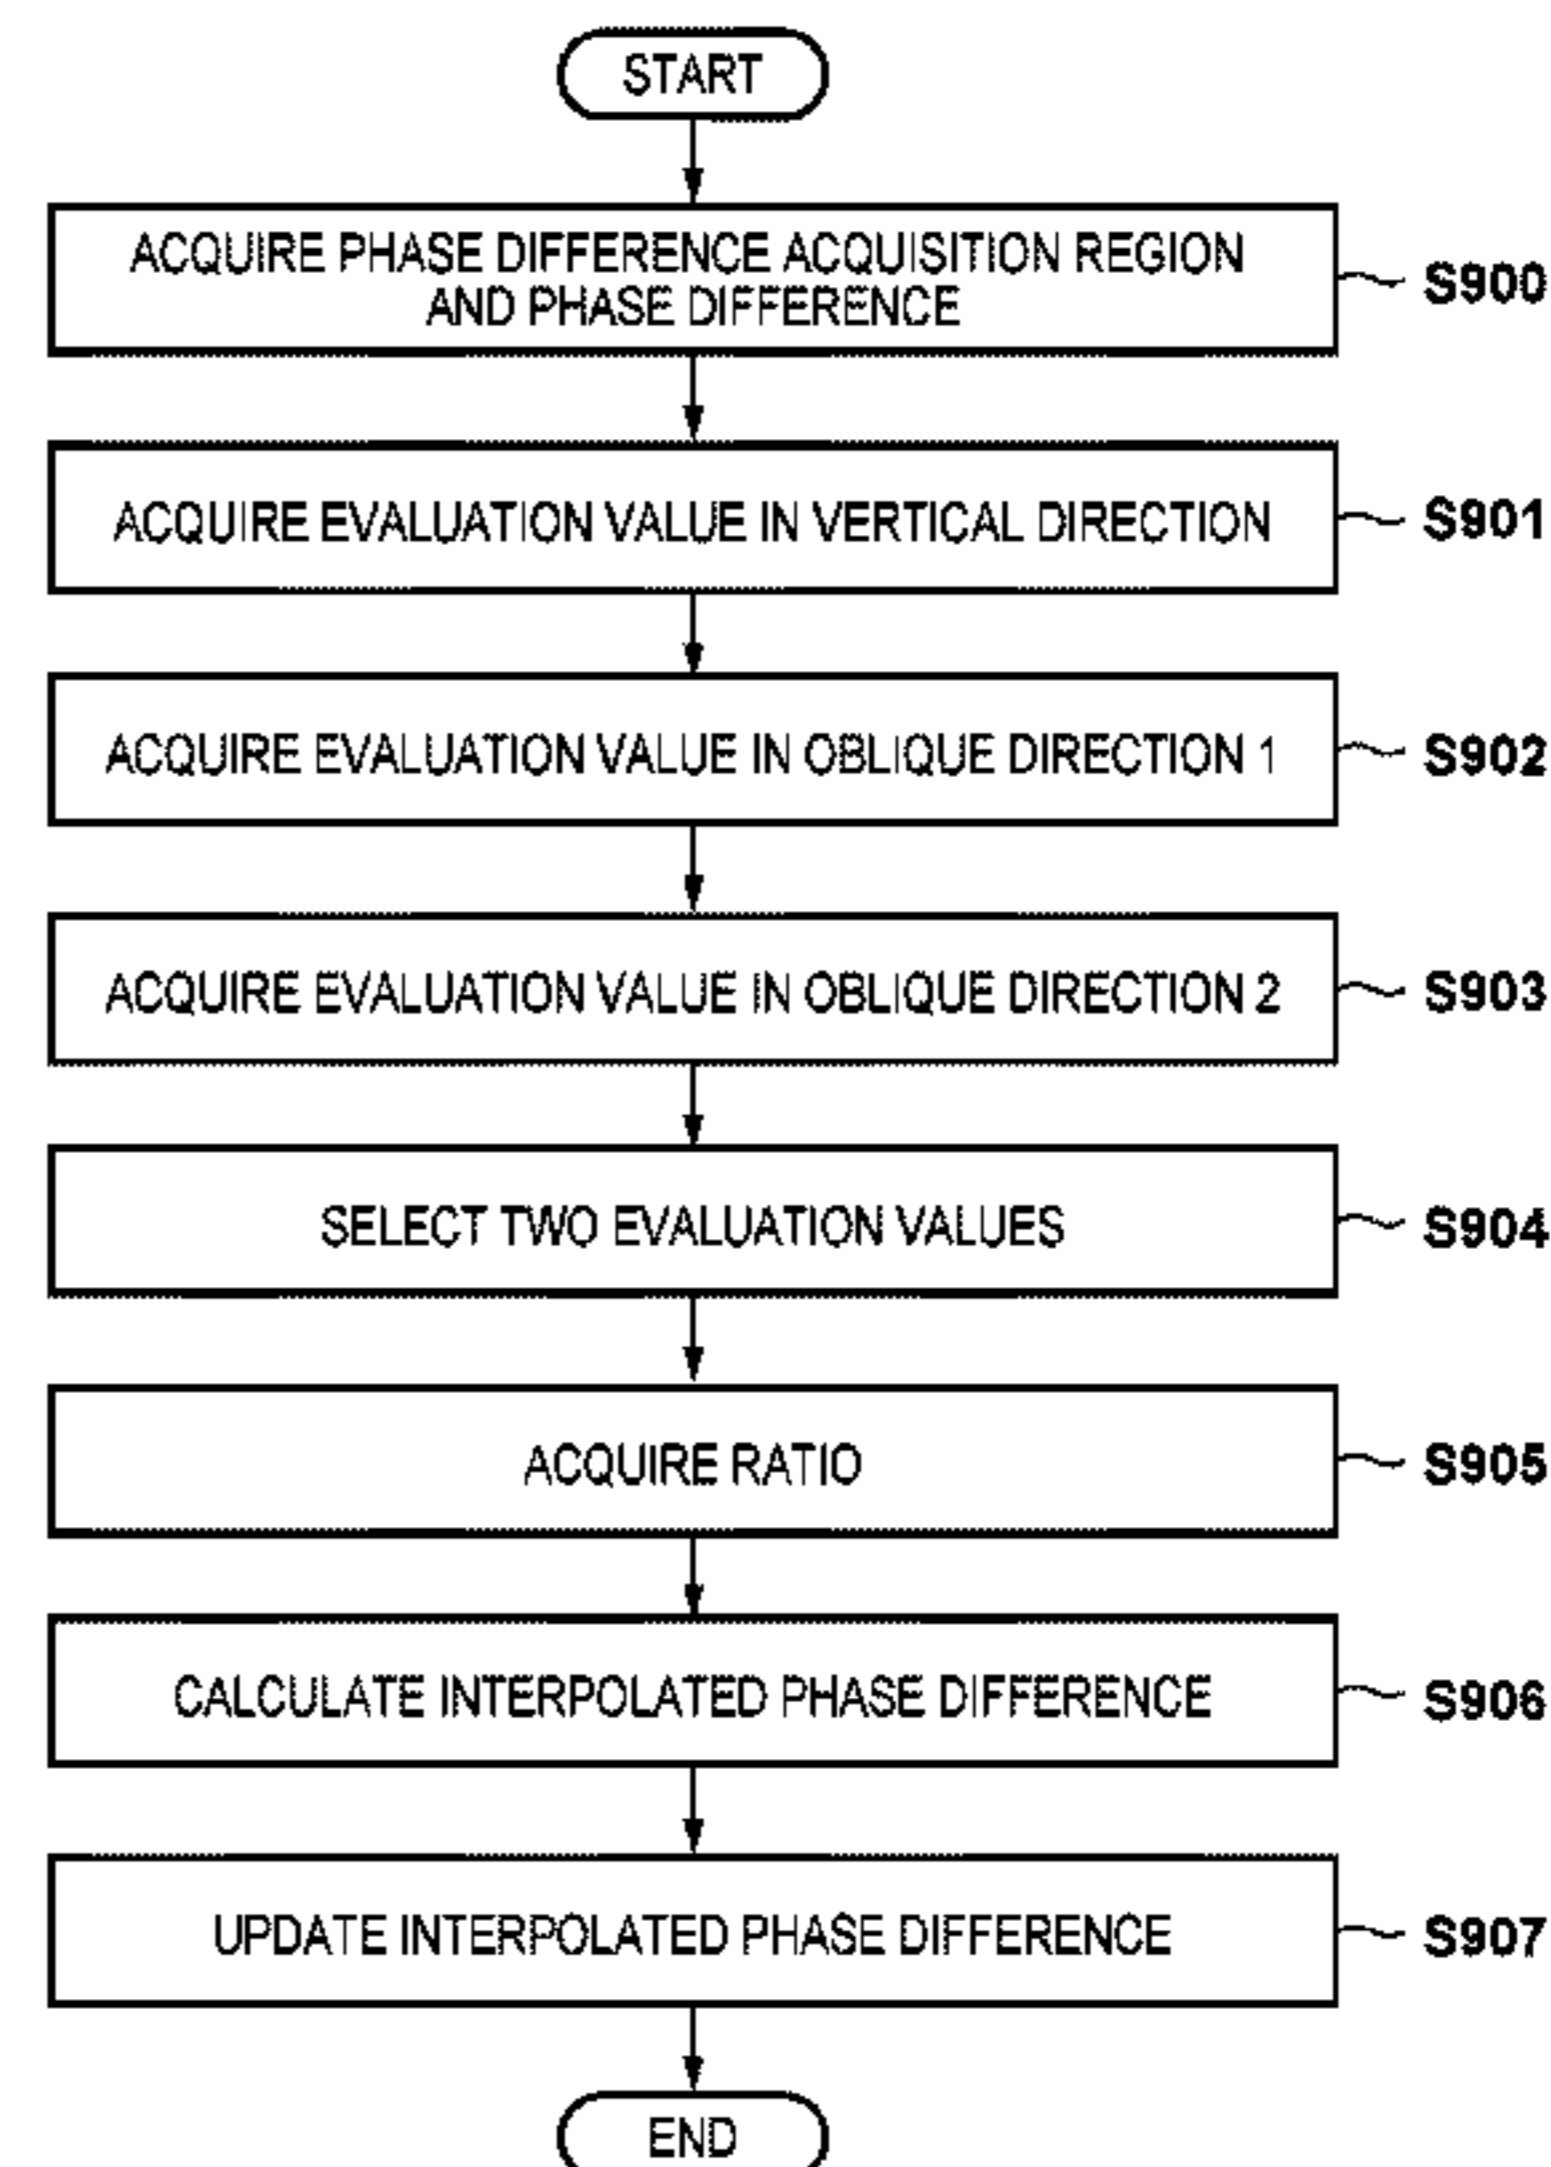 START
ACQUIRE PHASE DIFFERENCE ACQUISITION REGION
AND PHASE DIFFERENCE
S900
ACQUIRE EVALUATION VALUE IN VERTICAL DIRECTION
S901
ACQUIRE EVALUATION VALUE IN OBLIQUE DIRECTION 1
S902
ACQUIRE EVALUATION VALUE IN OBLIQUE DIRECTION 2
S903
SELECT TWO EVALUATION VALUES
S904
ACQUIRE RATIO
S905
CALCULATE INTERPOLATED PHASE DIFFERENCE
S906
UPDATE INTERPOLATED PHASE DIFFERENCE
S907
END